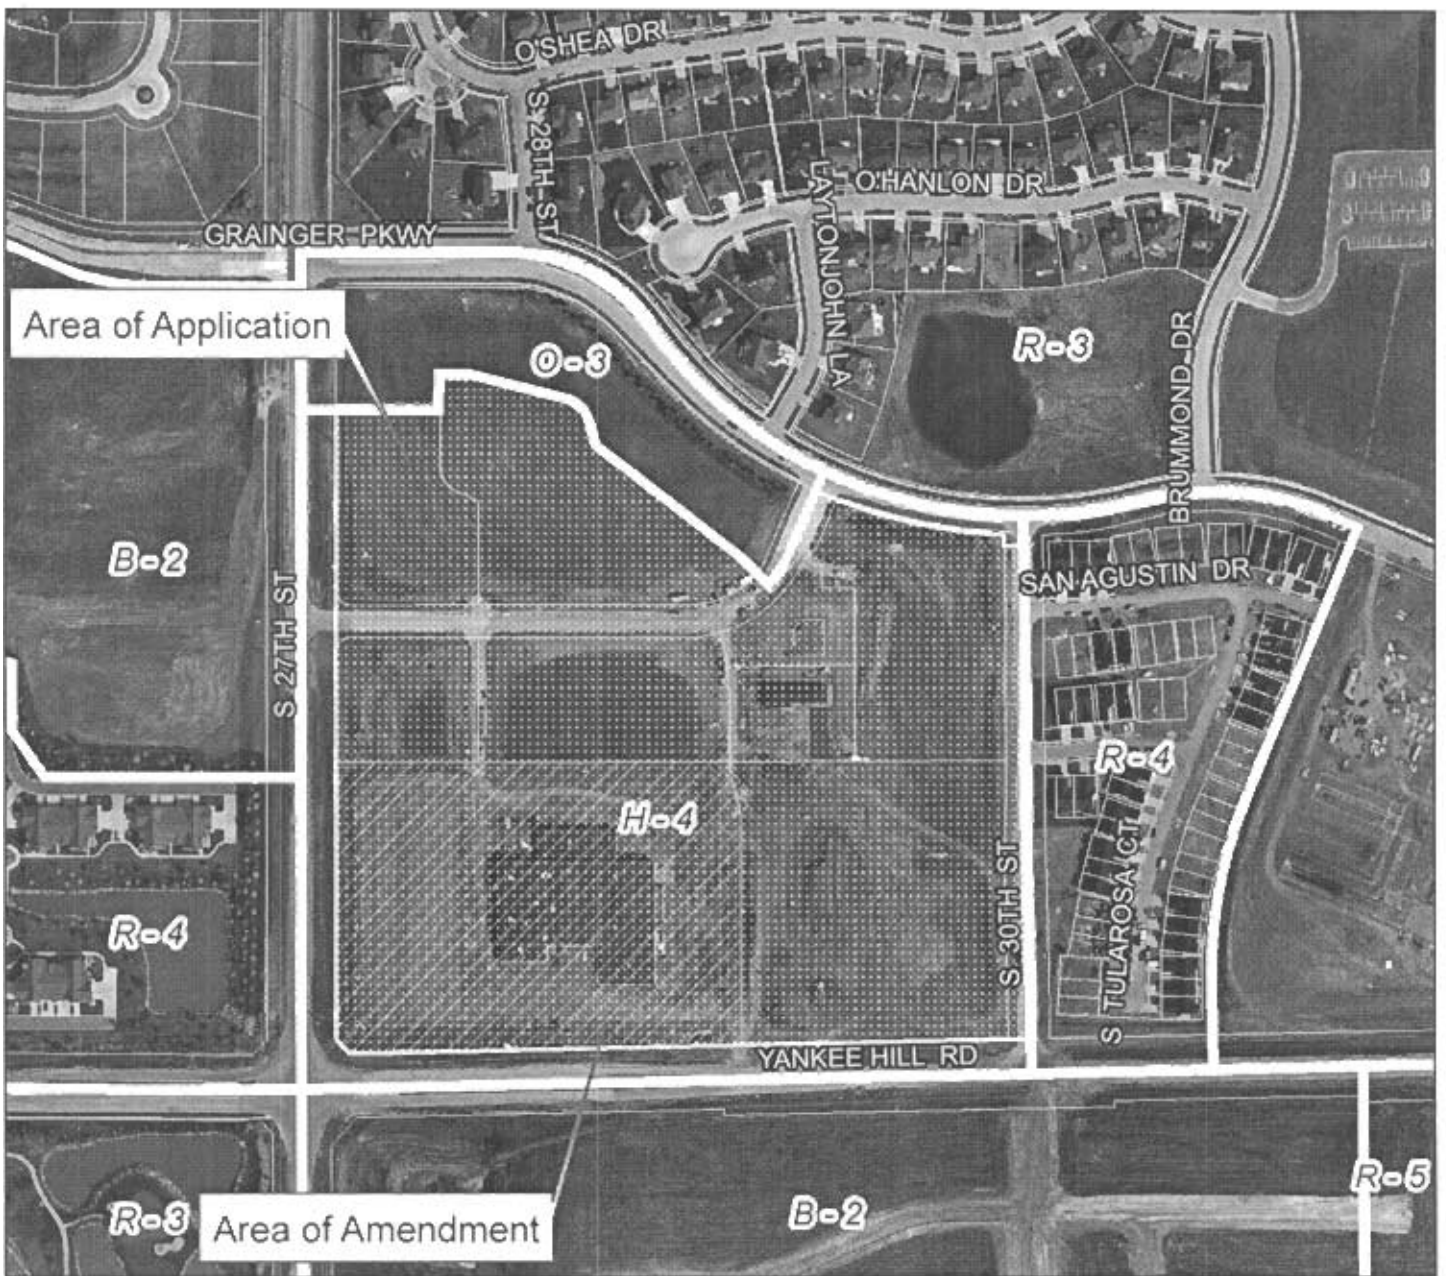 O'SHEA DR
S 28TH ST
O'HANLON DR
LAYTONJOHN LA
GRAINGER PKWY
Area of Application
O-3
R-3
BRUMMOND DR
B-2
SAN AGUSTIN DR
S 27TH ST
R-4
H-4
S 30TH ST
S TULAROSA CT
R-4
YANKEE HILL RD
R-5
R-3
Area of Amendment
B-2